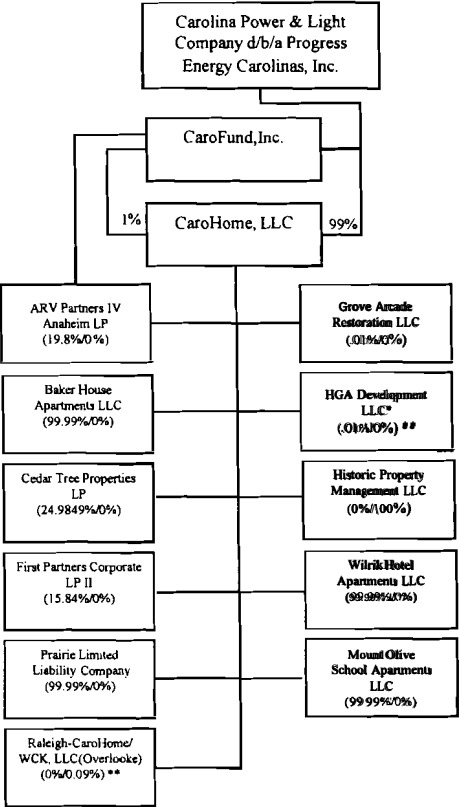 Carolina Power & Light
Company d/b/a Progress
Energy Carolinas, Inc.
CaroFund,Inc.
1%
CaroHome, LLC
99%
ARV Partners IV
Anaheim LP
(19.8%/0%)
Grove Arcade
Restoration LLC
(.01%/0%)
Baker House
Apartments LLC
(99.99%/0%)
HGA Development
LLC*
(.01%/0%) **
Cedar Tree Properties
LP
(24.9849%/0%)
Historic Property
Management LLC
(0%/100%)
First Partners Corporate
LP II
(15.84%/0%)
Wilrik Hotel
Apartments LLC
(99.99%/0%)
Prairie Limited
Liability Company
(99.99%/0%)
Mount Olive
School Apartments
LLC
(99.99%/0%)
Raleigh-CaroHome/
WCK, LLC(Overlooke)
(0%/0.09%) **